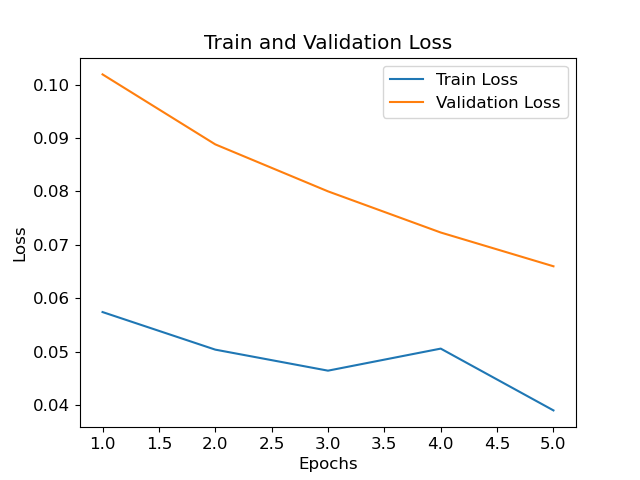 Train and Validation Loss
Train Loss
Validation Loss
0.10
0.09
0.08
0.07
0.06
0.05
0.04
Loss
1.0 1.5 2.0 2.5 3.0 3.5 4.0 4.5 5.0
Epochs